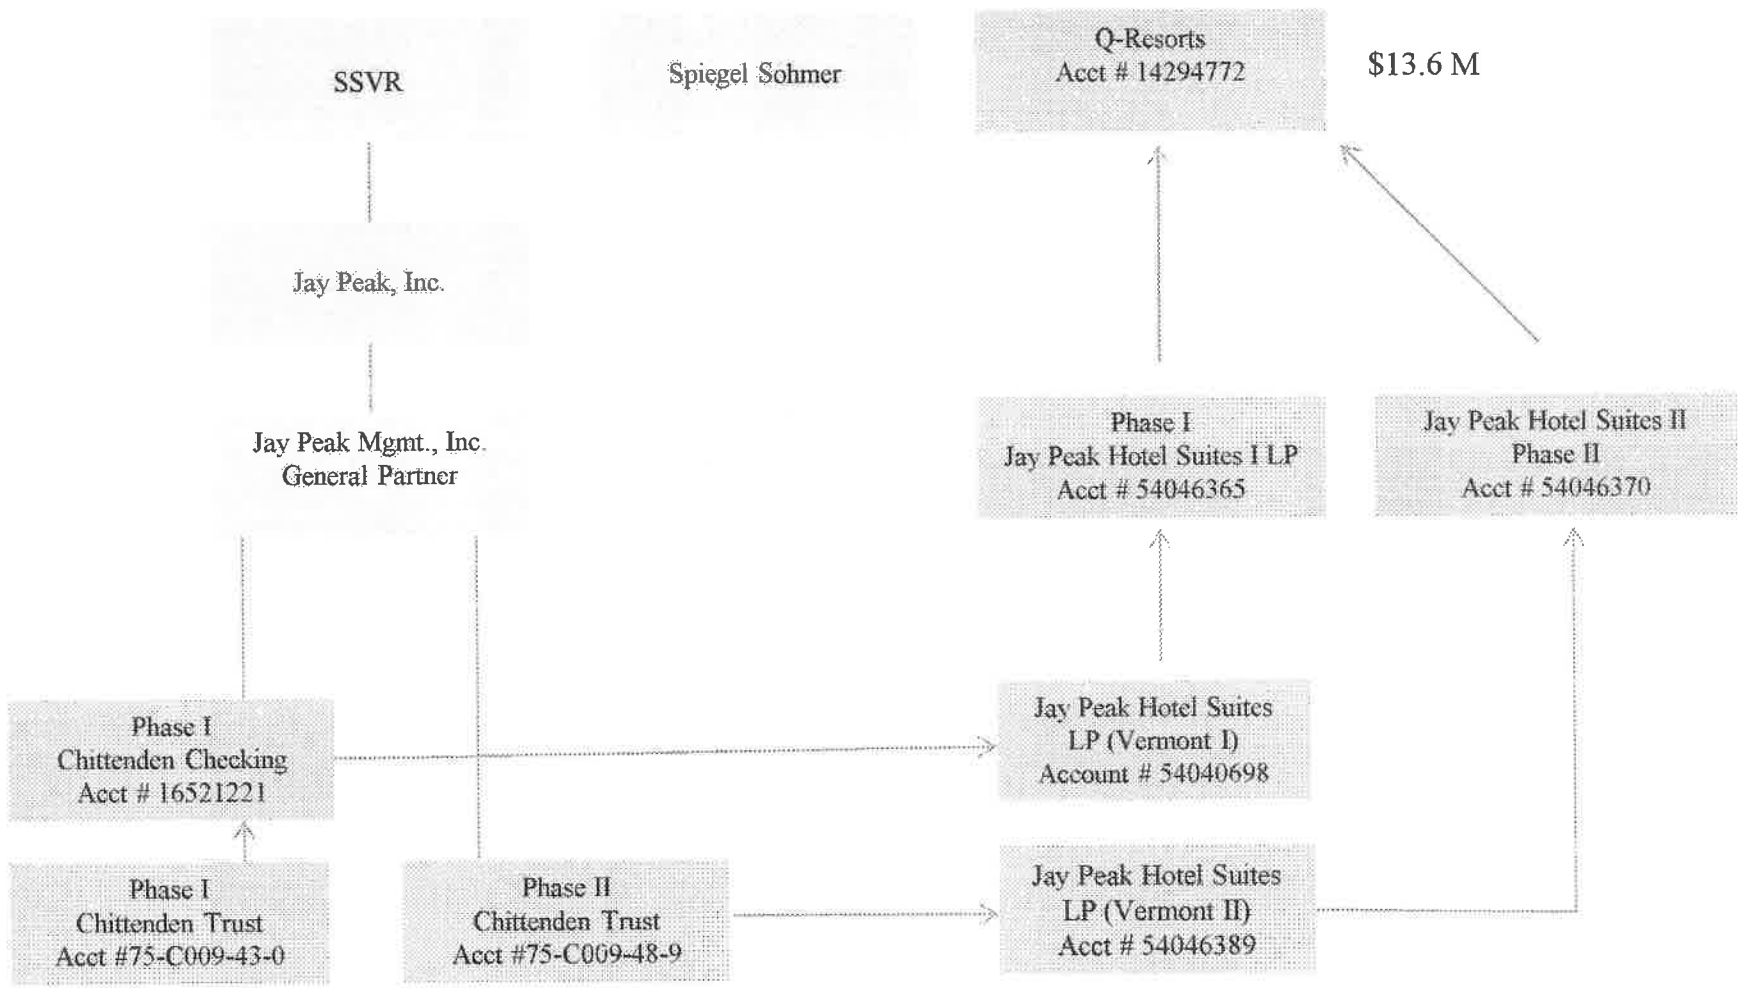 SSVR
Spiegel Sohmer
Q-Resorts
Acct # 14294772
$13.6 M
Jay Peak, Inc.
Jay Peak Mgmt., Inc.
General Partner
Phase I
Jay Peak Hotel Suites I LP
Acct # 54046365
Jay Peak Hotel Suites II
Phase II
Acct # 54046370
Phase I
Chittenden Checking
Acct # 16521221
Jay Peak Hotel Suites
LP (Vermont I)
Account # 54040698
Phase I
Chittenden Trust
Acct #75-C009-43-0
Phase II
Chittenden Trust
Acct #75-C009-48-9
Jay Peak Hotel Suites
LP (Vermont II)
Acct # 54046389